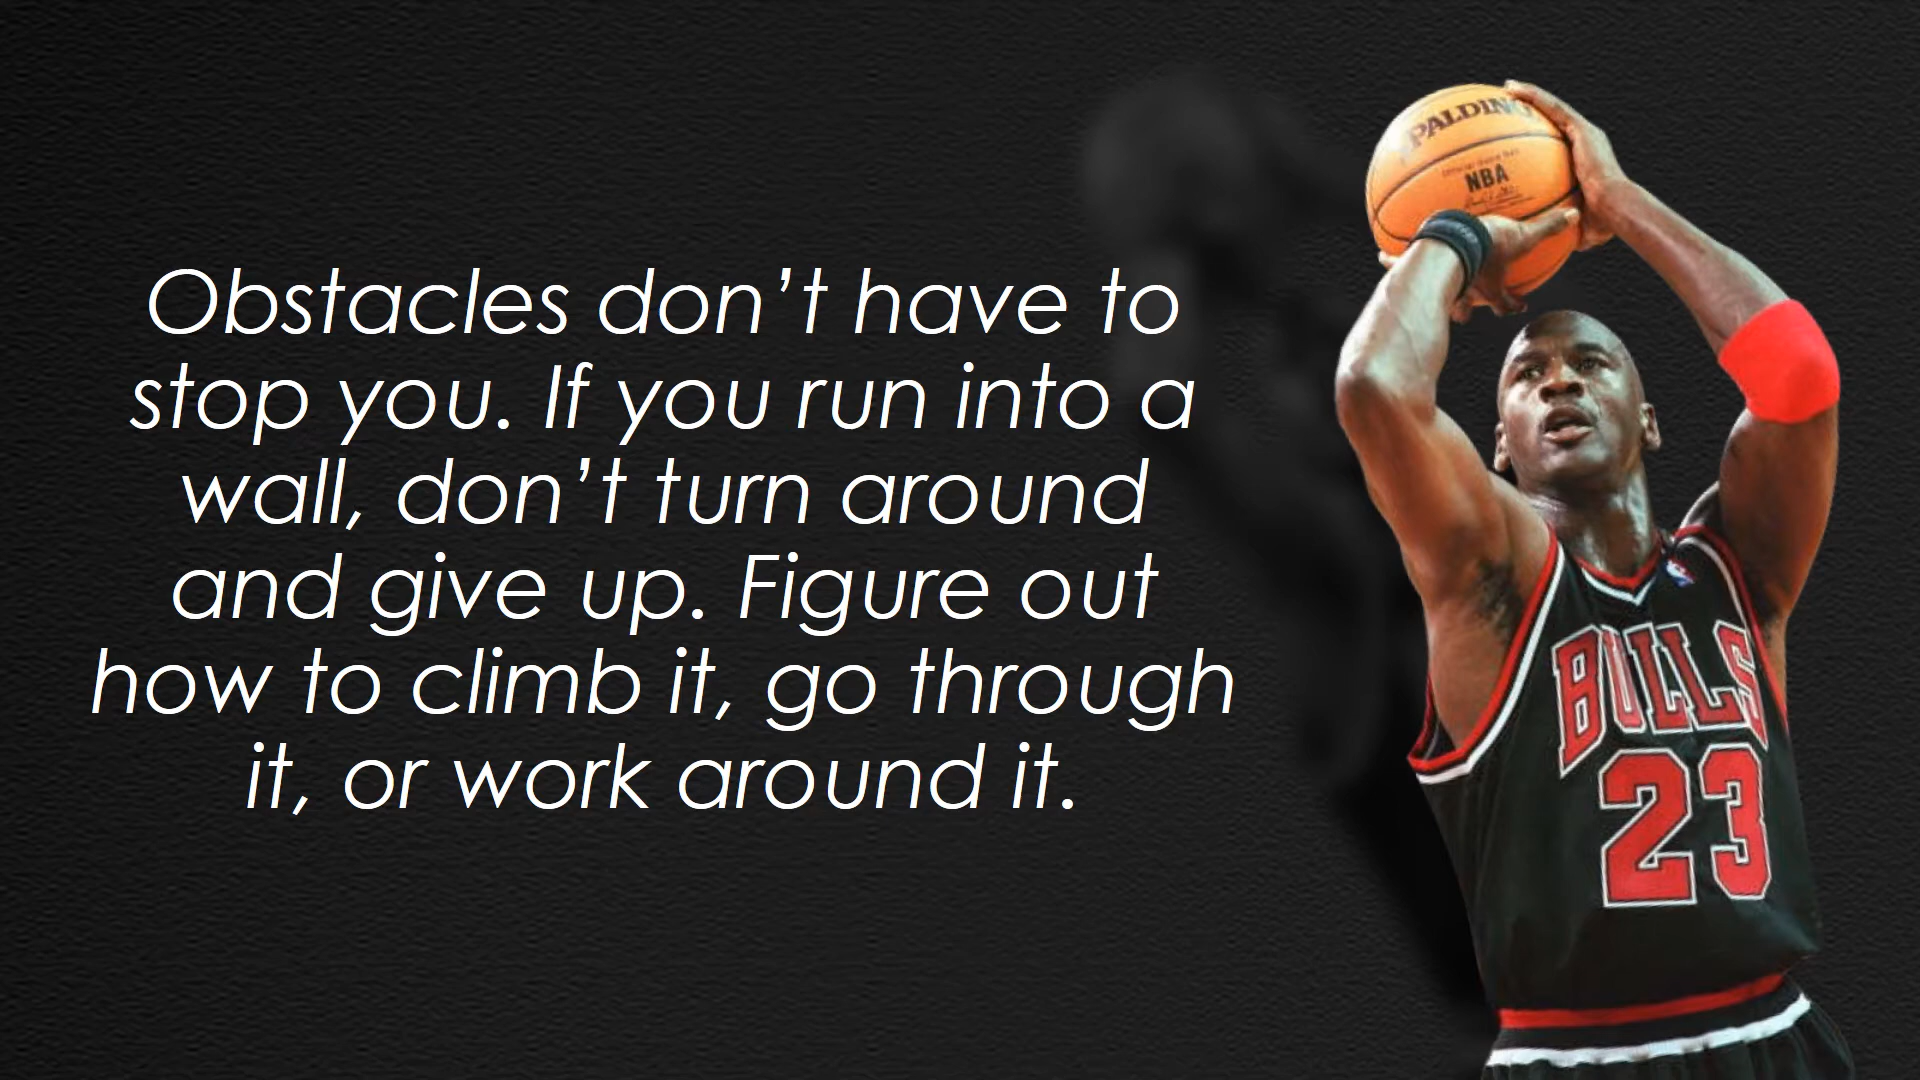 Obstacles don’t have to
stop you. If you run into a
wall, don’t turn around
and give up. Figure out
how to climb it, go through
it, or work around it.
SPALDING
NBA
BULLS
23